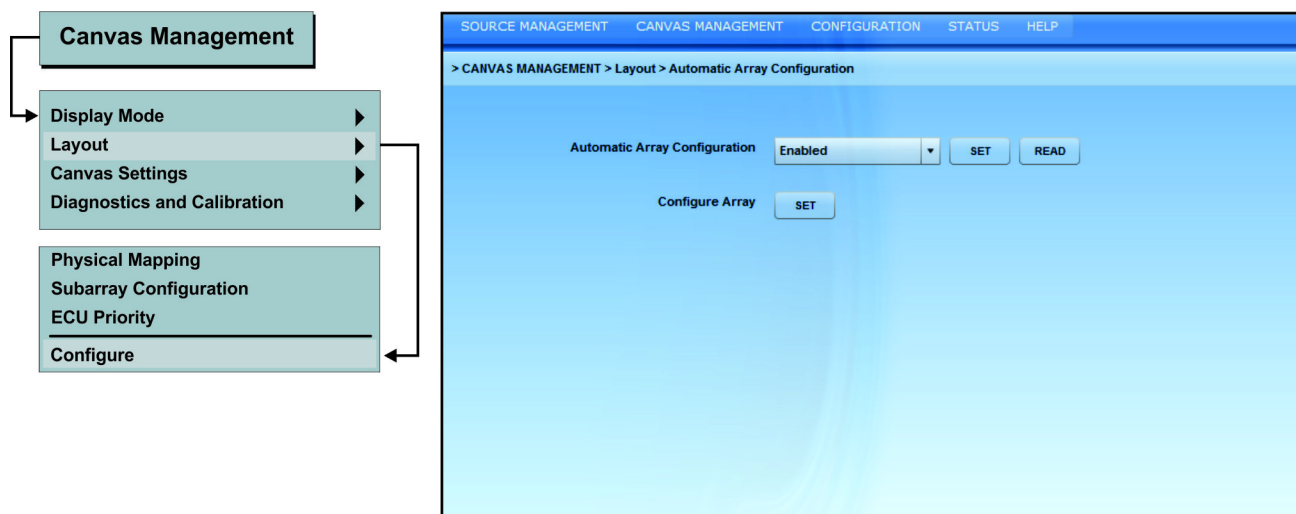 Canvas Management
Display Mode
Layout
Canvas Settings
Diagnostics and Calibration
Physical Mapping
Subarray Configuration
ECU Priority
Configure
SOURCE MANAGEMENT CANVAS MANAGEMENT CONFIGURATION STATUS HELP
> CANVAS MANAGEMENT > Layout > Automatic Array Configuration
Automatic Array Configuration Enabled SET READ
Configure Array SET